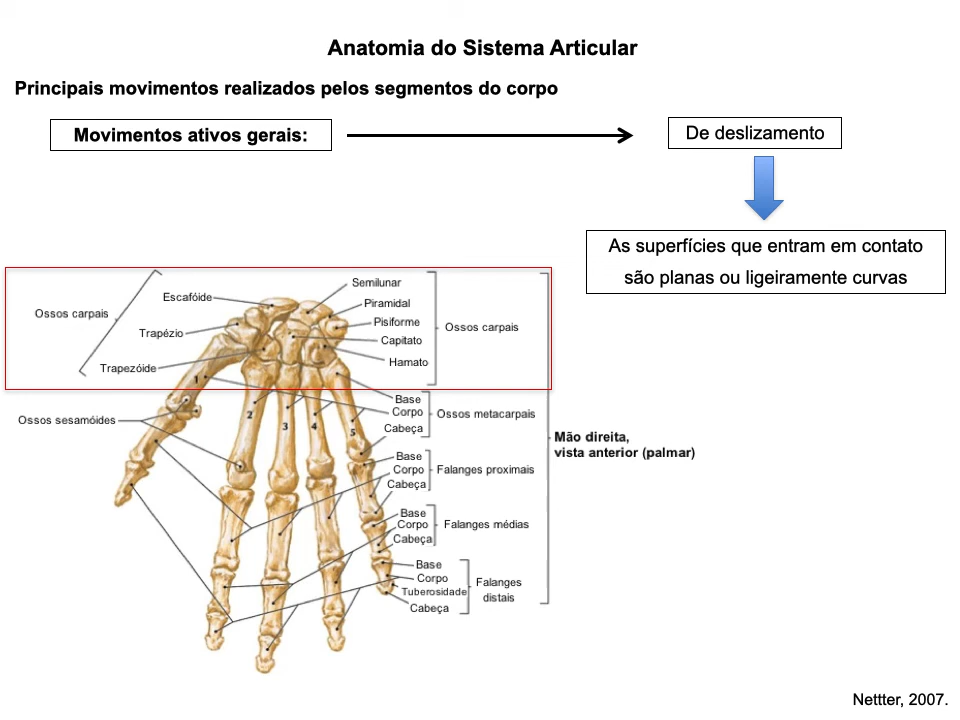 Anatomia do Sistema Articular
Principais movimentos realizados pelos segmentos do corpo
Movimentos ativos gerais:
De deslizamento
As superfícies que entram em contato
são planas ou ligeiramente curvas
Ossos carpais
Escafóide
Trapézio
Trapezóide
Semilunar
Piramidal
Pisiforme
Capitato
Hamato
Ossos carpais
1
2
3
4
5
Ossos sesamóides
Base
Corpo
Cabeça
Ossos metacarpais
Mão direita,
vista anterior (palmar)
Base
Corpo
Cabeça
Falanges proximais
Base
Corpo
Cabeça
Falanges médias
Base
Corpo
Tuberosidade
Cabeça
Falanges
distais
Nettter, 2007.